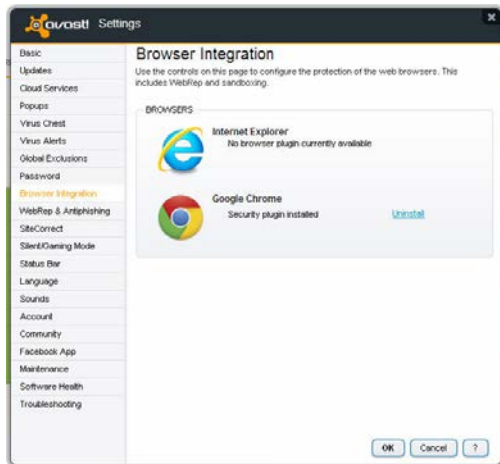 avast! Settings
x
Basic
Updates
Cloud Services
Popups
Virus Chest
Virus Alerts
Global Exclusions
Password
Browser Integration
WebRep & Antiphishing
SiteCorrect
Silent/Gaming Mode
Status Bar
Language
Sounds
Account
Community
Facebook App
Maintenance
Software Health
Troubleshooting
Browser Integration
Use the controls on this page to configure the protection of the web browsers. This
includes WebRep and sandboxing.
BROWSERS
Internet Explorer
No browser plugin currently available
Google Chrome
Security plugin installed Uninstall
OK Cancel ?